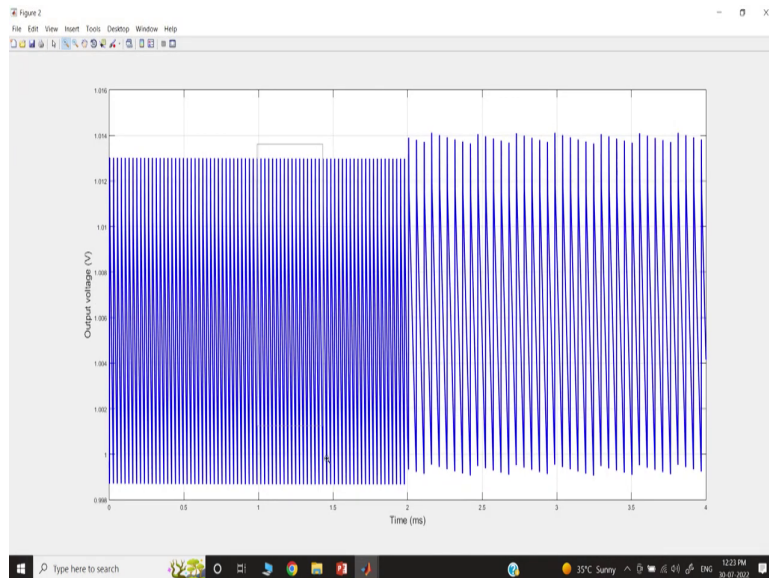 Figure 2
File Edit View Insert Tools Desktop Window Help
1.016
1.014
1.012
1.01
1.008
1.006
1.004
1.002
1
0.998
Output voltage (V)
0 0.5 1 1.5 2 2.5 3 3.5 4
Time (ms)
Type here to search
35°C Sunny
ENG
12:23 PM
30-07-2022